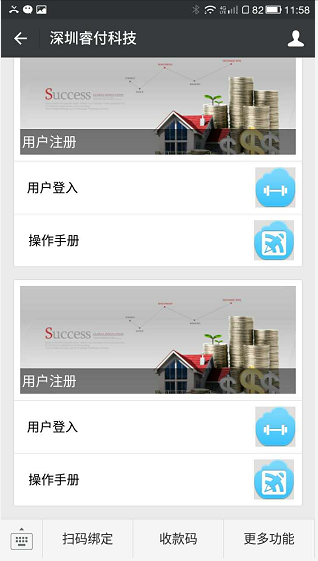 82 11:58
深圳睿付科技
Success
用户注册
用户登入
操作手册
Success
用户注册
用户登入
操作手册
扫码绑定 收款码 更多功能